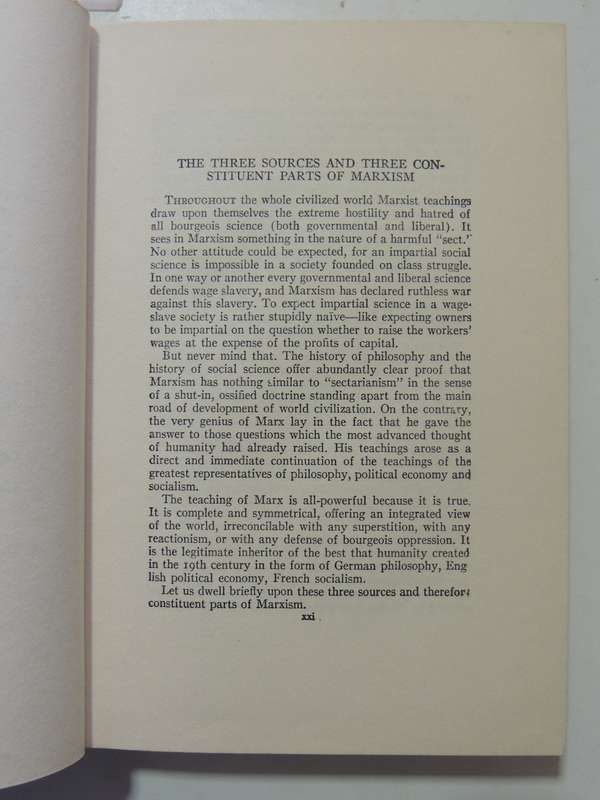 THE THREE SOURCES AND THREE CON-
STITUENT PARTS OF MARXISM
THROUGHOUT the whole civilized world Marxist teachings
draw upon themselves the extreme hostility and hatred of
all bourgeois science (both governmental and liberal). It
sees in Marxism something in the nature of a harmful "sect."
No other attitude could be expected, for an impartial social
science is impossible in a society founded on class struggle.
In one way or another every governmental and liberal science
defends wage slavery, and Marxism has declared ruthless war
against this slavery. To expect impartial science in a wage-
slave society is rather stupidly naïve—like expecting owners
to be impartial on the question whether to raise the workers'
wages at the expense of the profits of capital.
But never mind that. The history of philosophy and the
history of social science offer abundantly clear proof that
Marxism has nothing similar to "sectarianism" in the sense
of a shut-in, ossified doctrine standing apart from the main
road of development of world civilization. On the contrary,
the very genius of Marx lay in the fact that he gave the
answer to those questions which the most advanced thought
of humanity had already raised. His teachings arose as a
direct and immediate continuation of the teachings of the
greatest representatives of philosophy, political economy and
socialism.
The teaching of Marx is all-powerful because it is true.
It is complete and symmetrical, offering an integrated view
of the world, irreconcilable with any superstition, with any
reactionism, or with any defense of bourgeois oppression. It
is the legitimate inheritor of the best that humanity created
in the 19th century in the form of German philosophy, Eng
lish political economy, French socialism.
Let us dwell briefly upon these three sources and therefore
constituent parts of Marxism.
xxi